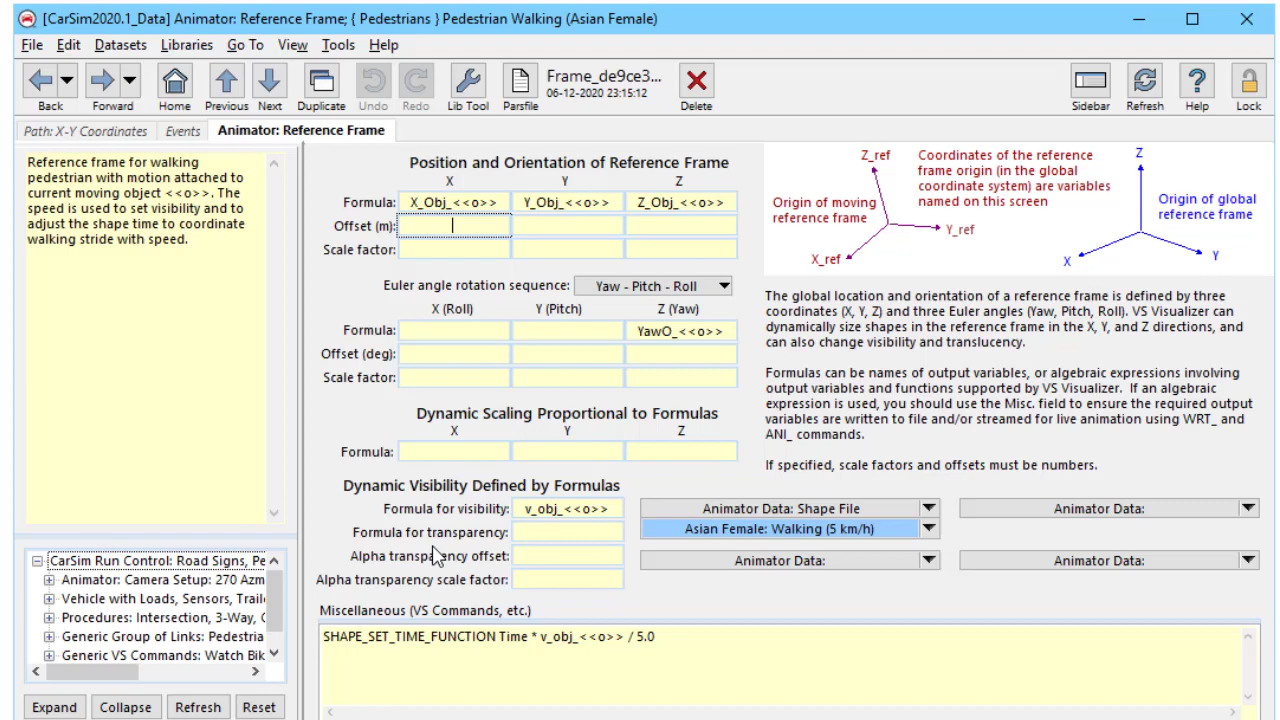 [CarSim2020.1_Data] Animator: Reference Frame; { Pedestrians } Pedestrian Walking (Asian Female)
File Edit Datasets Libraries Go To View Tools Help
Back Forward Home Previous Next Duplicate Undo Redo Lib Tool Parsfile
Frame_de9ce3...
06-12-2020 23:15:12
Delete Sidebar Refresh Help Lock
Path: X-Y Coordinates Events Animator: Reference Frame
Reference frame for walking
pedestrian with motion attached to
current moving object <<o>>. The
speed is used to set visibility and to
adjust the shape time to coordinate
walking stride with speed.
CarSim Run Control: Road Signs, Pe
Animator: Camera Setup: 270 Azm
Vehicle with Loads, Sensors, Traile
Procedures: Intersection, 3-Way, C
Generic Group of Links: Pedestria
Generic VS Commands: Watch Bik
Expand Collapse Refresh Reset
Position and Orientation of Reference Frame
X Y Z
Formula: X_Obj_<<o>> Y_Obj_<<o>> Z_Obj_<<o>>
Offset (m):
Scale factor:
Euler angle rotation sequence: Yaw - Pitch - Roll
X (Roll) Y (Pitch) Z (Yaw)
Formula: YawO_<<o>>
Offset (deg):
Scale factor:
Dynamic Scaling Proportional to Formulas
X Y Z
Formula:
Dynamic Visibility Defined by Formulas
Formula for visibility: v_obj_<<o>>
Formula for transparency:
Alpha transparency offset:
Alpha transparency scale factor:
Animator Data: Shape File
Asian Female: Walking (5 km/h)
Animator Data:
Animator Data:
Animator Data:
Miscellaneous (VS Commands, etc.)
SHAPE_SET_TIME_FUNCTION Time * v_obj_<<o>> / 5.0
Z_ref
Origin of moving
reference frame
Y_ref
X_ref
Coordinates of the reference
frame origin (in the global
coordinate system) are variables
named on this screen
Z
Origin of global
reference frame
X
Y
The global location and orientation of a reference frame is defined by three
coordinates (X, Y, Z) and three Euler angles (Yaw, Pitch, Roll). VS Visualizer can
dynamically size shapes in the reference frame in the X, Y, and Z directions, and
can also change visibility and translucency.
Formulas can be names of output variables, or algebraic expressions involving
output variables and functions supported by VS Visualizer. If an algebraic
expression is used, you should use the Misc. field to ensure the required output
variables are written to file and/or streamed for live animation using WRT_ and
ANI_ commands.
If specified, scale factors and offsets must be numbers.